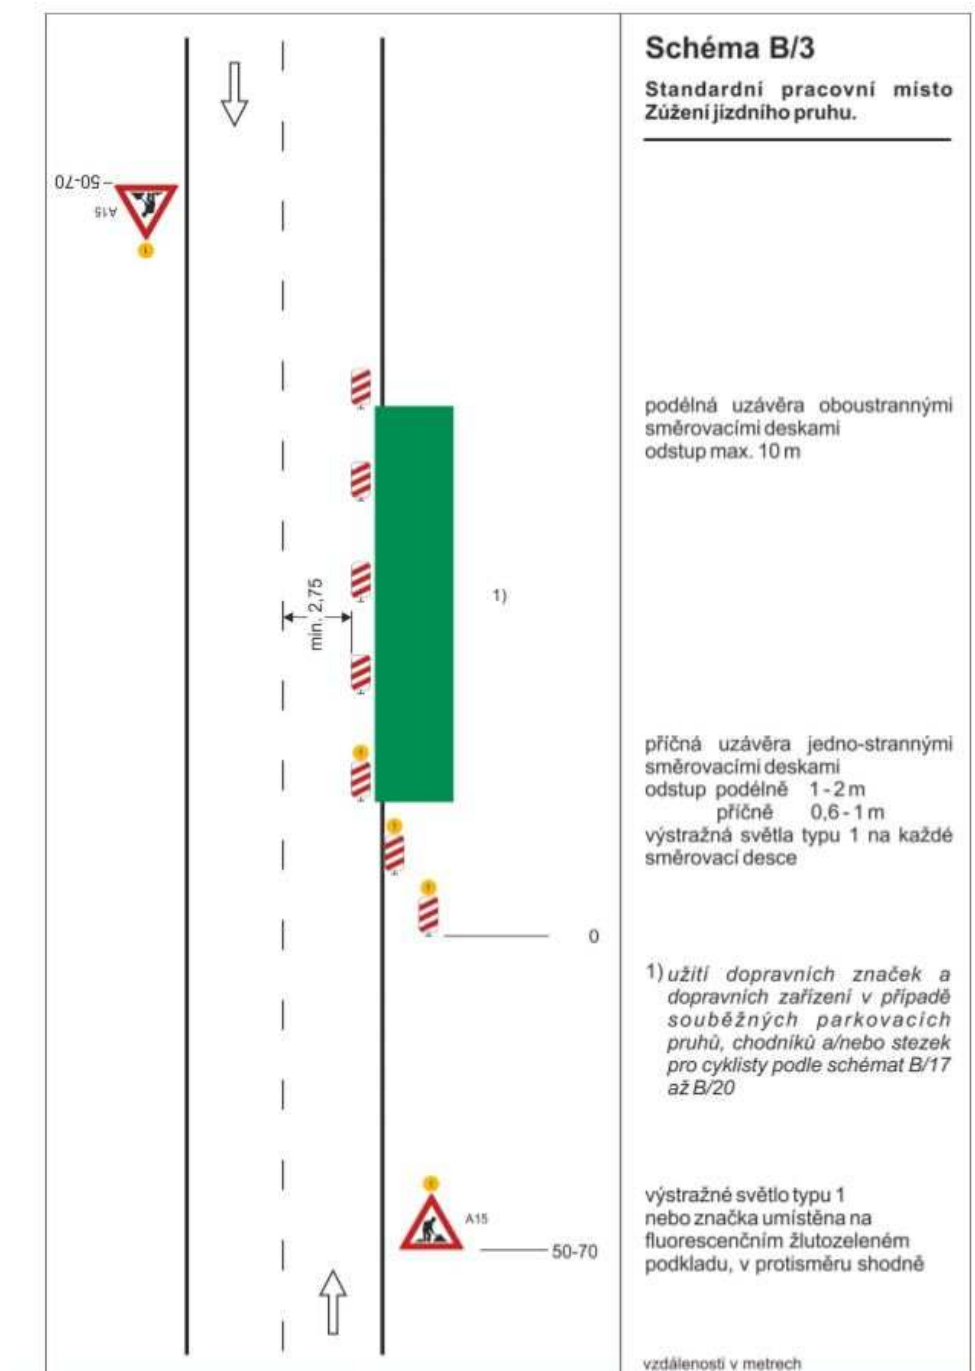 Schéma B/3
Standardní pracovní místo
Zúžení jízdního pruhu.
50-70
A15
podélná uzávěra oboustrannými
směrovacími deskami
odstup max. 10 m
min. 2,75
1)
příčná uzávěra jedno-strannými
směrovacími deskami
odstup podélně 1 - 2 m
příčně 0,6 - 1 m
výstražná světla typu 1 na každé
směrovací desce
0
1) užití dopravních značek a
dopravních zařízení v případě
souběžných parkovacích
pruhů, chodníků a/nebo stezek
pro cyklisty podle schémat B/17
až B/20
A15
50-70
výstražné světlo typu 1
nebo značka umístěna na
fluorescenčním žlutozeleném
podkladu, v protisměru shodně
vzdálenosti v metrech